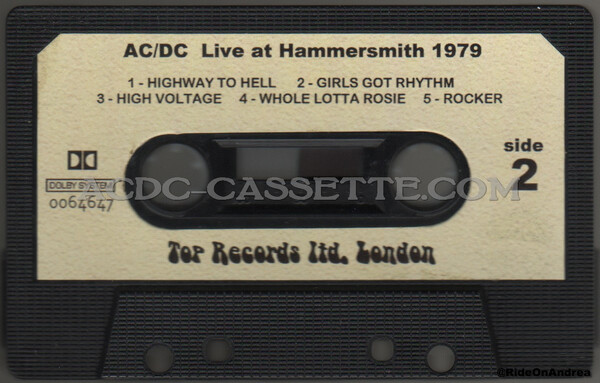 AC/DC Live at Hammersmith 1979
1 - HIGHWAY TO HELL 2 - GIRLS GOT RHYTHM
3 - HIGH VOLTAGE 4 - WHOLE LOTTA ROSIE 5 - ROCKER
side
2
DOLBY SYSTEM
ACDC-CASSETTE.COM
0064647
Top Records ltd. London
@RideOnAndrea